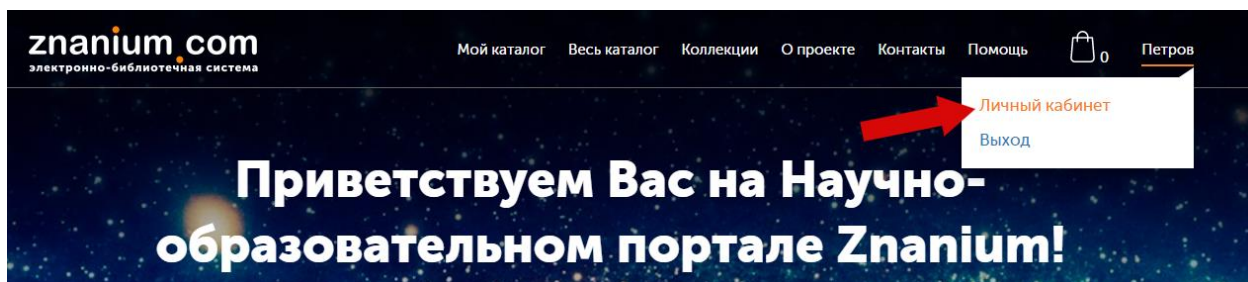 znanium.com
электронно-библиотечная система
Мой каталог Весь каталог Коллекции О проекте Контакты Помощь 0 Петров
Личный кабинет
Выход
Приветствуем Вас на Научно-
образовательном портале Znanium!